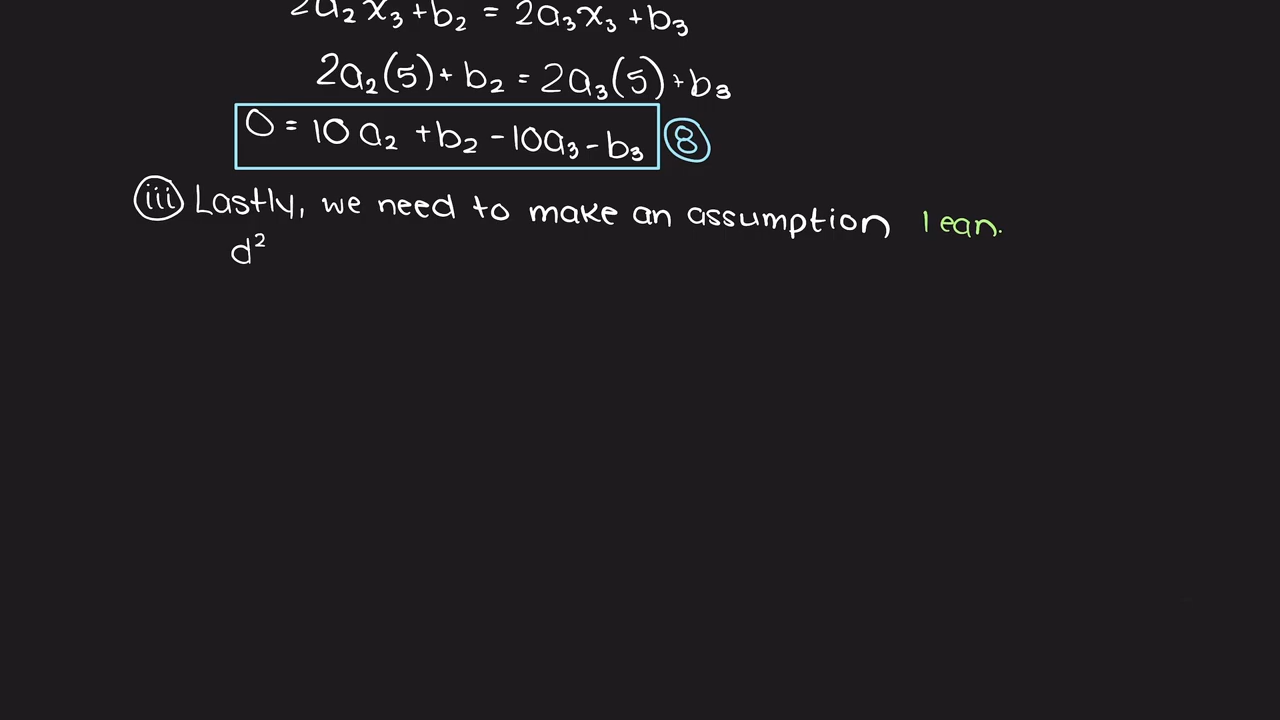 2a₂x₃+b₂ = 2a₃x₃+b₃
2a₂(5)+b₂ = 2a₃(5)+b₃
0 = 10a₂+b₂-10a₃-b₃ ⑧
ⅲ Lastly, we need to make an assumption 1 eqn.
d²